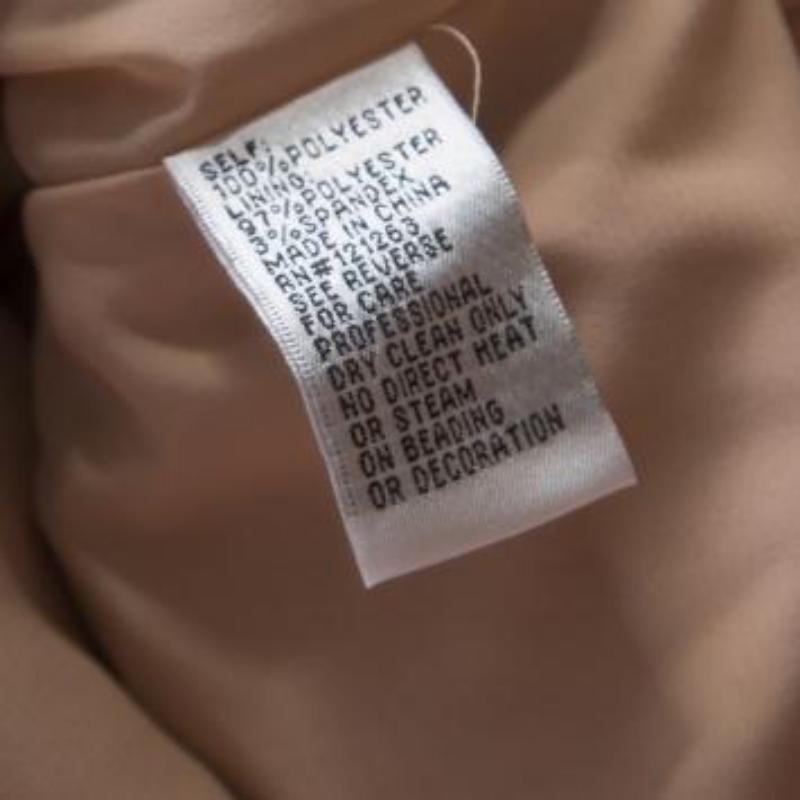 SELF:
100%POLYESTER
LINING:
97%POLYESTER
3%SPANDEX
MADE IN CHINA
RN#121263
SEE REVERSE
FOR CARE
PROFESSIONAL
DRY CLEAN ONLY
NO DIRECT HEAT
OR STEAM
ON BEADING
OR DECORATION